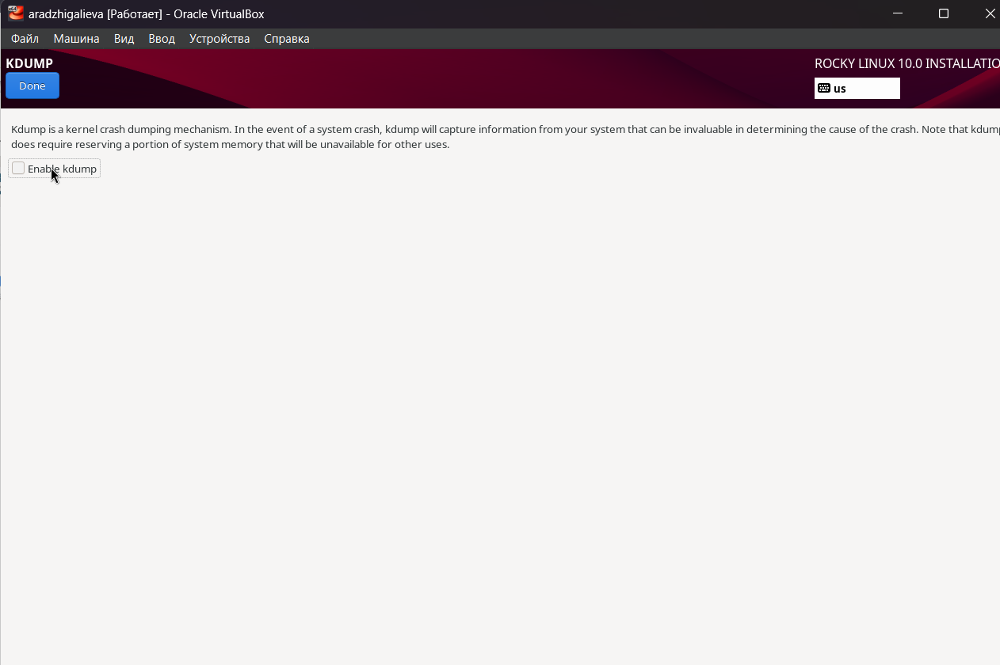 aradzhigalieva [Работает] - Oracle VirtualBox
Файл Машина Вид Ввод Устройства Справка
KDUMP
ROCKY LINUX 10.0 INSTALLATIO
Done
us
Kdump is a kernel crash dumping mechanism. In the event of a system crash, kdump will capture information from your system that can be invaluable in determining the cause of the crash. Note that kdump
does require reserving a portion of system memory that will be unavailable for other uses.
Enable kdump